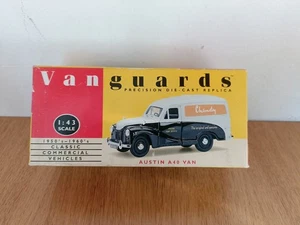 Vanguards
PRECISION DIE-CAST REPLICA
1:43
SCALE
1950's-1960's
CLASSIC
COMMERCIAL
VEHICLES
AUSTIN A40 VAN